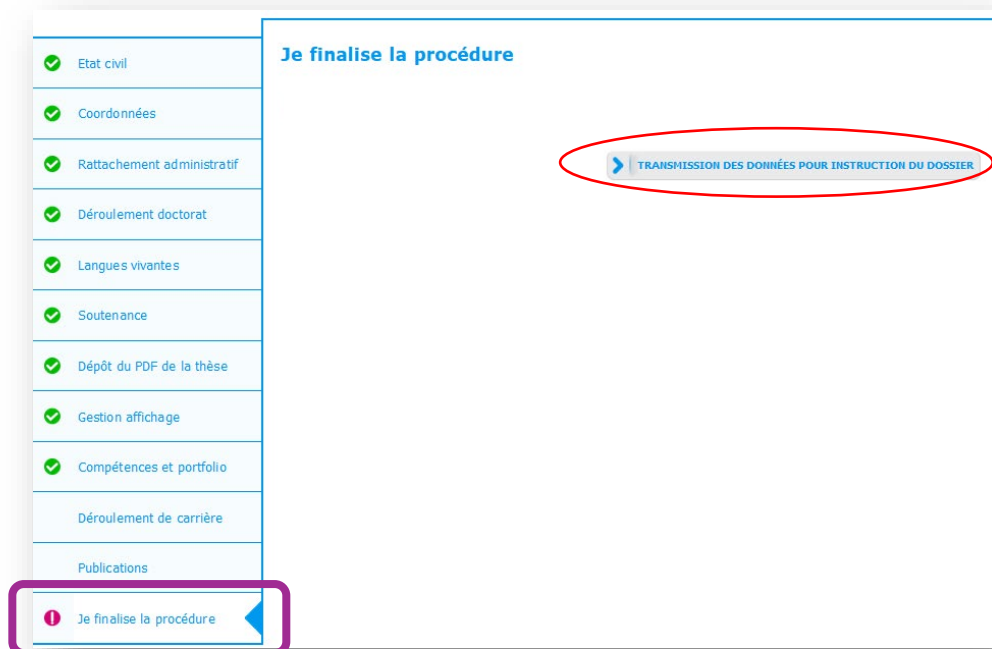 Etat civil
Je finalise la procédure
Coordonnées
Rattachement administratif
TRANSMISSION DES DONNÉES POUR INSTRUCTION DU DOSSIER
Déroulement doctorat
Langues vivantes
Soutenance
Dépôt du PDF de la thèse
Gestion affichage
Compétences et portfolio
Déroulement de carrière
Publications
Je finalise la procédure